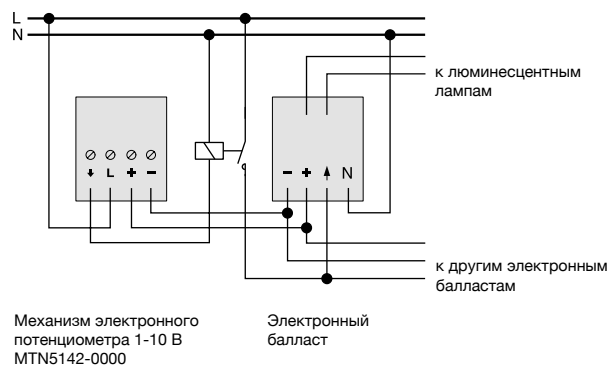 L
N
к люминесцентным
лампам
L + -
- + N
к другим электронным
балластам
Механизм электронного
потенциометра 1-10 В
MTN5142-0000
Электронный
балласт